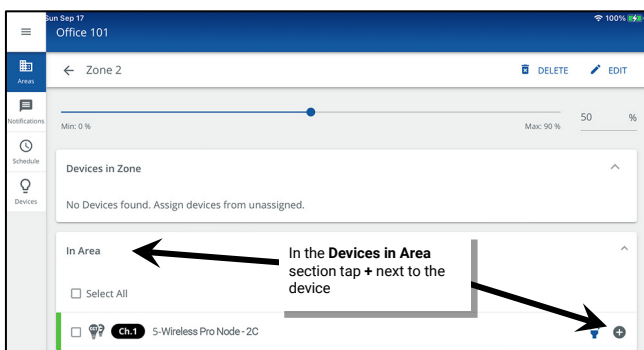 Sun Sep 17
100%
Office 101
Areas
Zone 2
DELETE
EDIT
Notifications
Min: 0 %
Max: 90 %
50 %
Schedule
Devices in Zone
Devices
No Devices found. Assign devices from unassigned.
In Area
In the Devices in Area
section tap + next to the
device
Select All
CCT
Ch.1 5-Wireless Pro Node - 2C